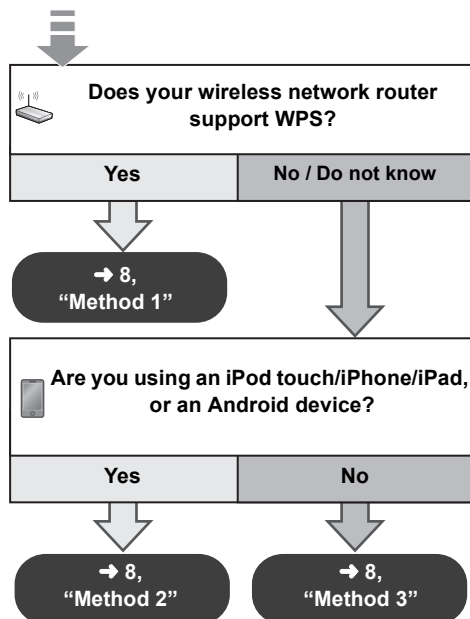 Does your wireless network router
support WPS?
Yes
No / Do not know
➜ 8,
“Method 1”
Are you using an iPod touch/iPhone/iPad,
or an Android device?
Yes
No
➜ 8,
“Method 2”
➜ 8,
“Method 3”